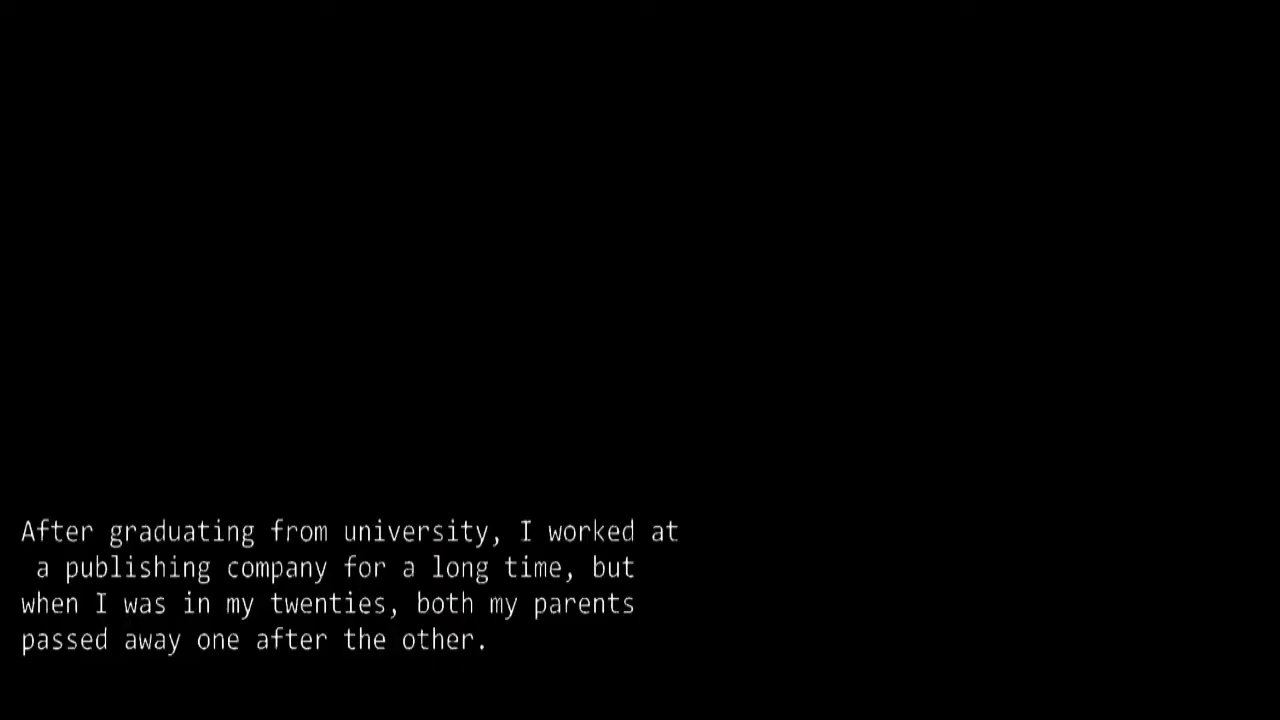 After graduating from university, I worked at
a publishing company for a long time, but
when I was in my twenties, both my parents
passed away one after the other.